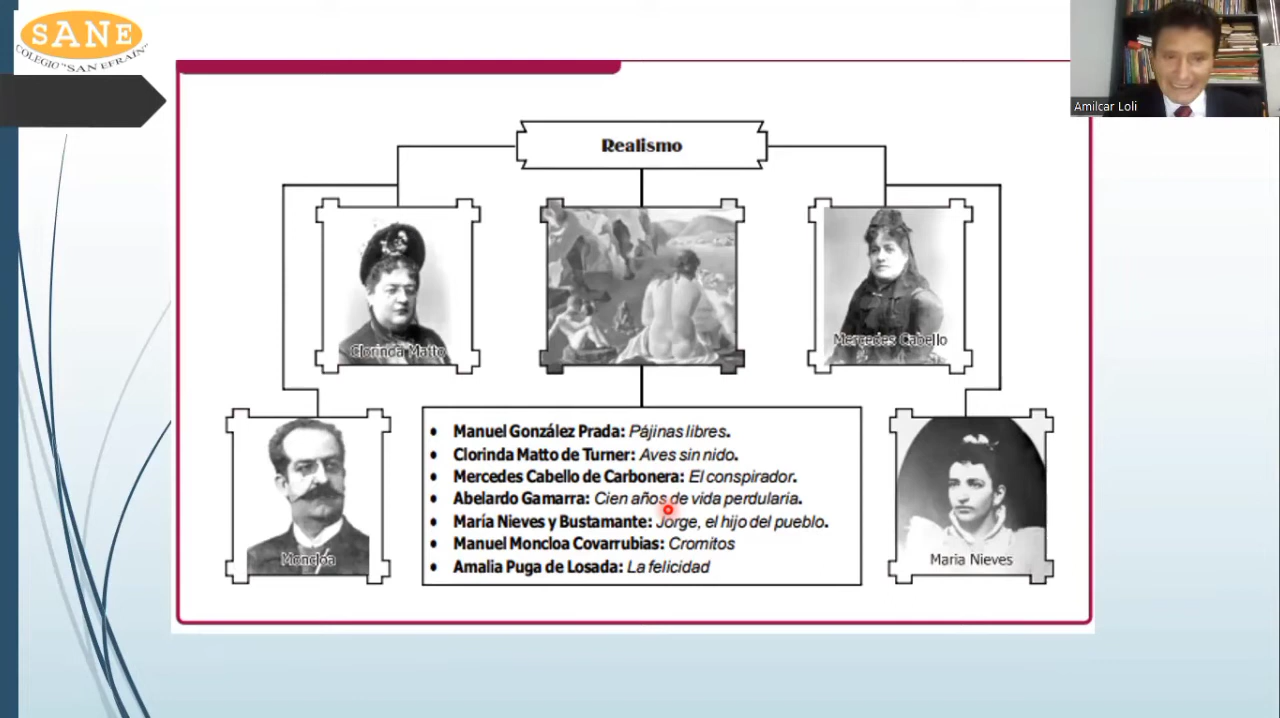 SANE
COLEGIO "SAN EFRAIN"
Amilcar Loli
Realismo
Clorinda Matto
Mercedes Cabello
Moncloa
• Manuel González Prada: Pájinas libres.
• Clorinda Matto de Turner: Aves sin nido.
• Mercedes Cabello de Carbonera: El conspirador.
• Abelardo Gamarra: Cien años de vida perdularia.
• María Nieves y Bustamante: Jorge, el hijo del pueblo.
• Manuel Moncloa Covarrubias: Cromitos
• Amalia Puga de Losada: La felicidad
Maria Nieves